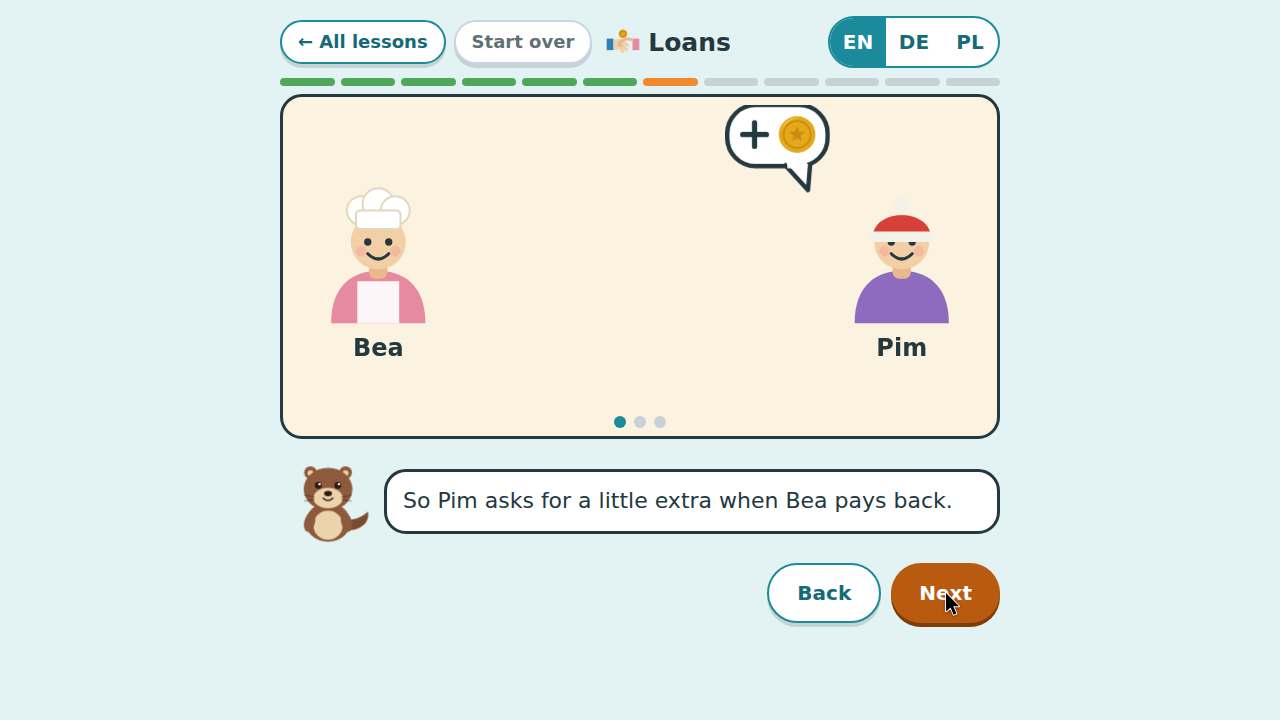 ← All lessons
Start over
Loans
EN
DE
PL
Bea
Pim
So Pim asks for a little extra when Bea pays back.
Back
Next